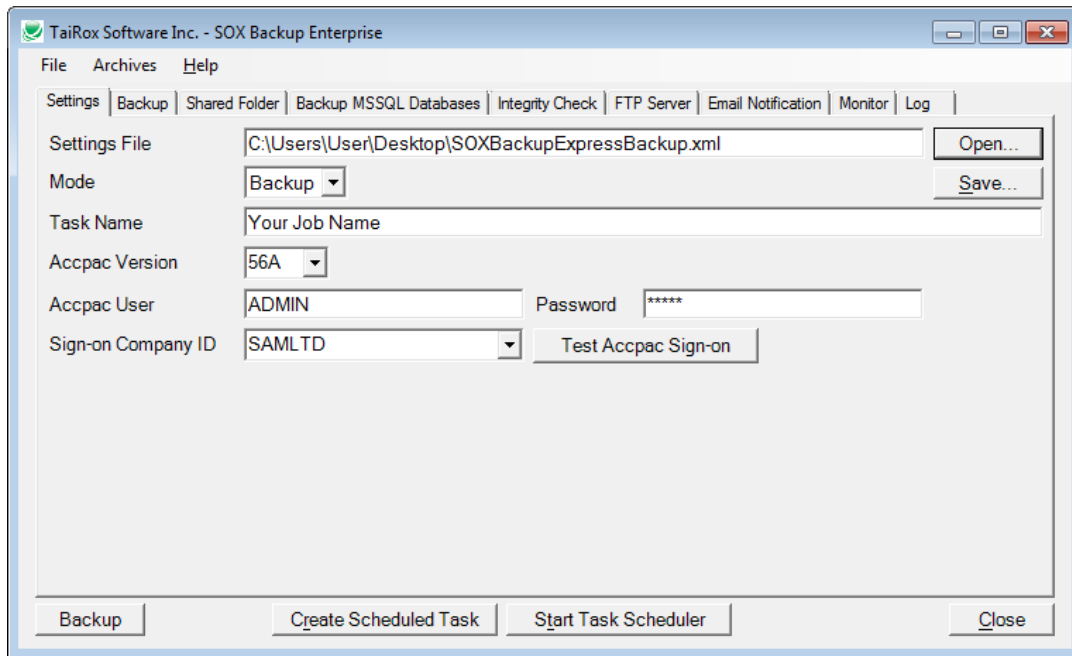 TaiRox Software Inc. - SOX Backup Enterprise
File Archives Help
Settings Backup Shared Folder Backup MSSQL Databases Integrity Check FTP Server Email Notification Monitor Log
Settings File C:\Users\User\Desktop\SOXBackupExpressBackup.xml Open...
Mode Backup Save...
Task Name Your Job Name
Accpac Version 56A
Accpac User ADMIN Password *****
Sign-on Company ID SAMLTD Test Accpac Sign-on
Backup Create Scheduled Task Start Task Scheduler Close